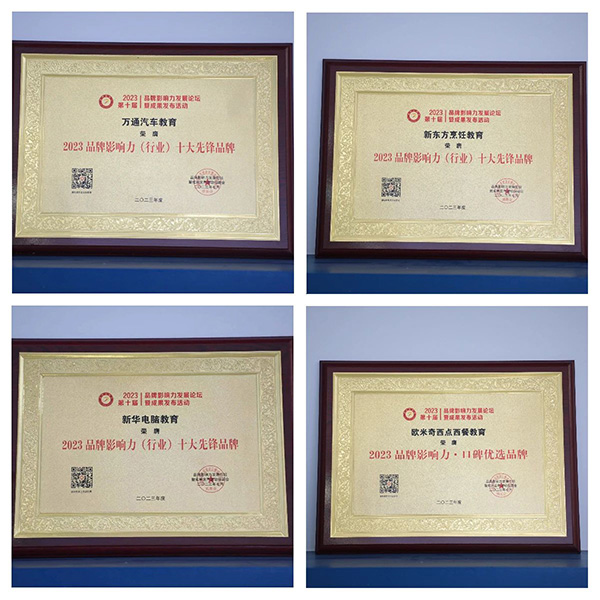 2023
第十届
品牌影响力发展论坛
暨成果发布活动
万通汽车教育
荣膺
2023 品牌影响力（行业）十大先锋品牌
二〇二三年度
2023
第十届
品牌影响力发展论坛
暨成果发布活动
新东方烹饪教育
荣膺
2023 品牌影响力（行业）十大先锋品牌
二〇二三年度
2023
第十届
品牌影响力发展论坛
暨成果发布活动
新华电脑教育
荣膺
2023 品牌影响力（行业）十大先锋品牌
二〇二三年度
2023
第十届
品牌影响力发展论坛
暨成果发布活动
欧米奇西点西餐教育
荣膺
2023 品牌影响力·口碑优选品牌
二〇二三年度